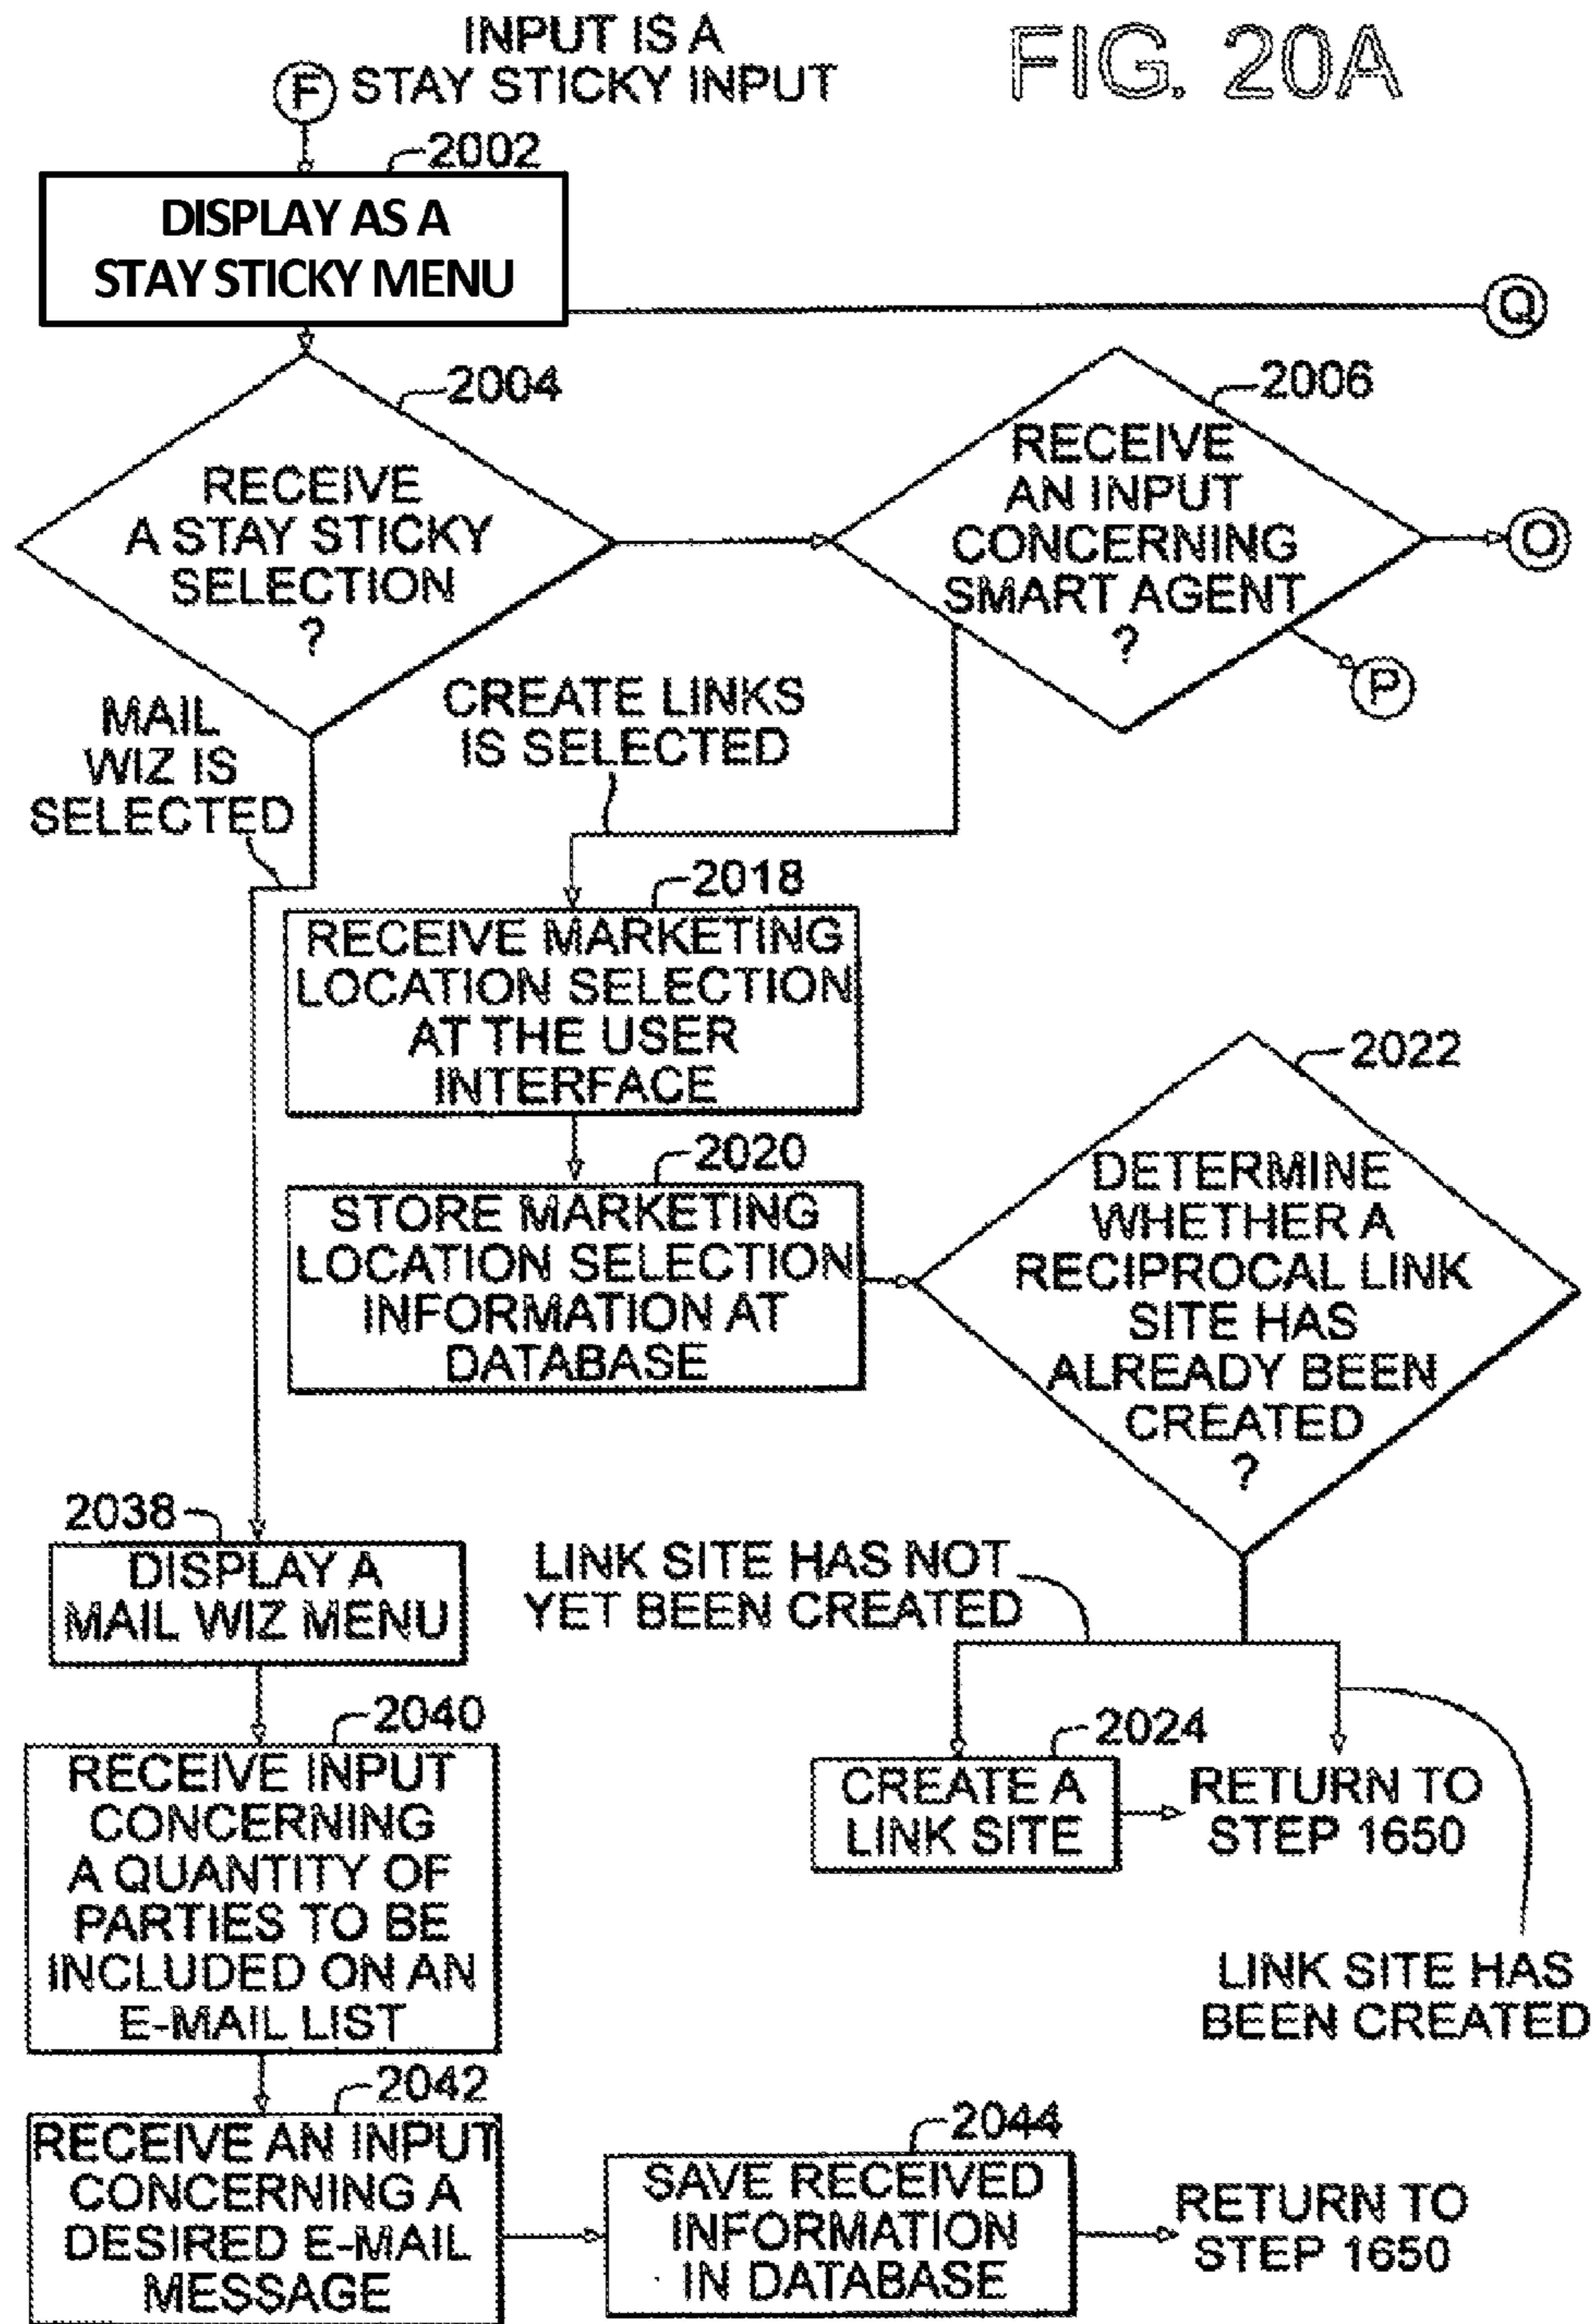 INPUT IS A
STAY STICKY INPUT
F
FIG. 20A
2002
DISPLAY AS A
STAY STICKY MENU
Q
2004
RECEIVE
A STAY STICKY
SELECTION
?
2006
RECEIVE
AN INPUT
CONCERNING
SMART AGENT
?
O
P
MAIL
WIZ IS
SELECTED
CREATE LINKS
IS SELECTED
2018
RECEIVE MARKETING
LOCATION SELECTION
AT THE USER
INTERFACE
2020
STORE MARKETING
LOCATION SELECTION
INFORMATION AT
DATABASE
2022
DETERMINE
WHETHER A
RECIPROCAL LINK
SITE HAS
ALREADY BEEN
CREATED
?
2038
DISPLAY A
MAIL WIZ MENU
LINK SITE HAS NOT
YET BEEN CREATED
2040
RECEIVE INPUT
CONCERNING
A QUANTITY OF
PARTIES TO BE
INCLUDED ON AN
E-MAIL LIST
2024
CREATE A
LINK SITE
RETURN TO
STEP 1650
LINK SITE HAS
BEEN CREATED
2042
RECEIVE AN INPUT
CONCERNING A
DESIRED E-MAIL
MESSAGE
2044
SAVE RECEIVED
INFORMATION
IN DATABASE
RETURN TO
STEP 1650